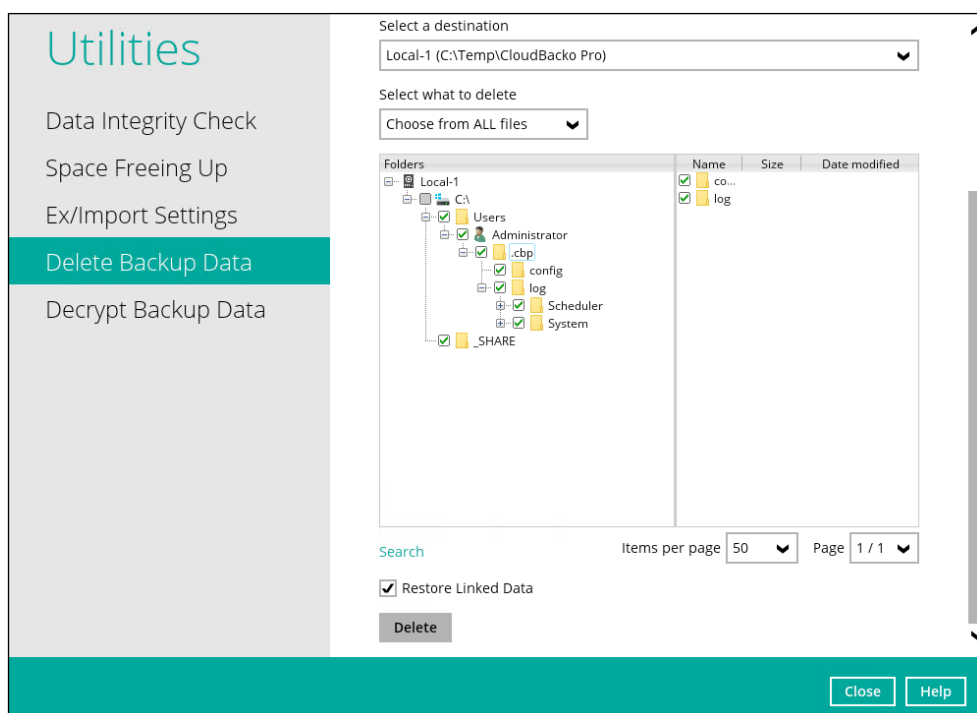 Utilities
Data Integrity Check
Space Freeing Up
Ex/Import Settings
Delete Backup Data
Decrypt Backup Data
Select a destination
Local-1 (C:\Temp\CloudBacko Pro)
Select what to delete
Choose from ALL files
Folders
Local-1
C:\
Users
Administrator
.cbp
config
log
Scheduler
System
_SHARE
Name Size Date modified
co...
log
Search
Items per page 50 Page 1 / 1
Restore Linked Data
Delete
Close Help